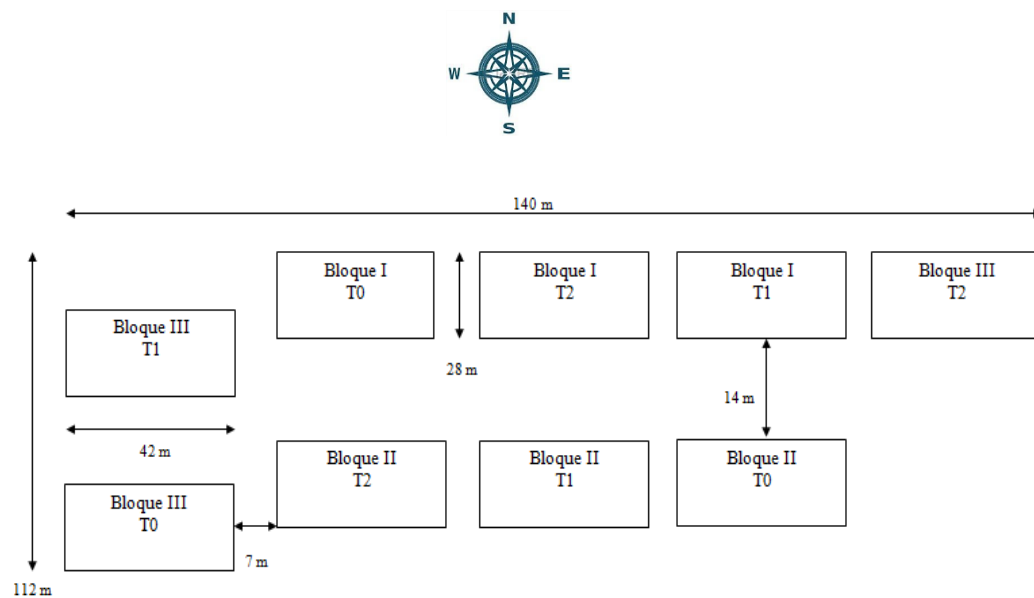 N
W
E
S
140 m
Bloque I
T0
Bloque I
T2
Bloque I
T1
Bloque III
T2
Bloque III
T1
28 m
14 m
42 m
Bloque II
T2
Bloque II
T1
Bloque II
T0
Bloque III
T0
7 m
112 m